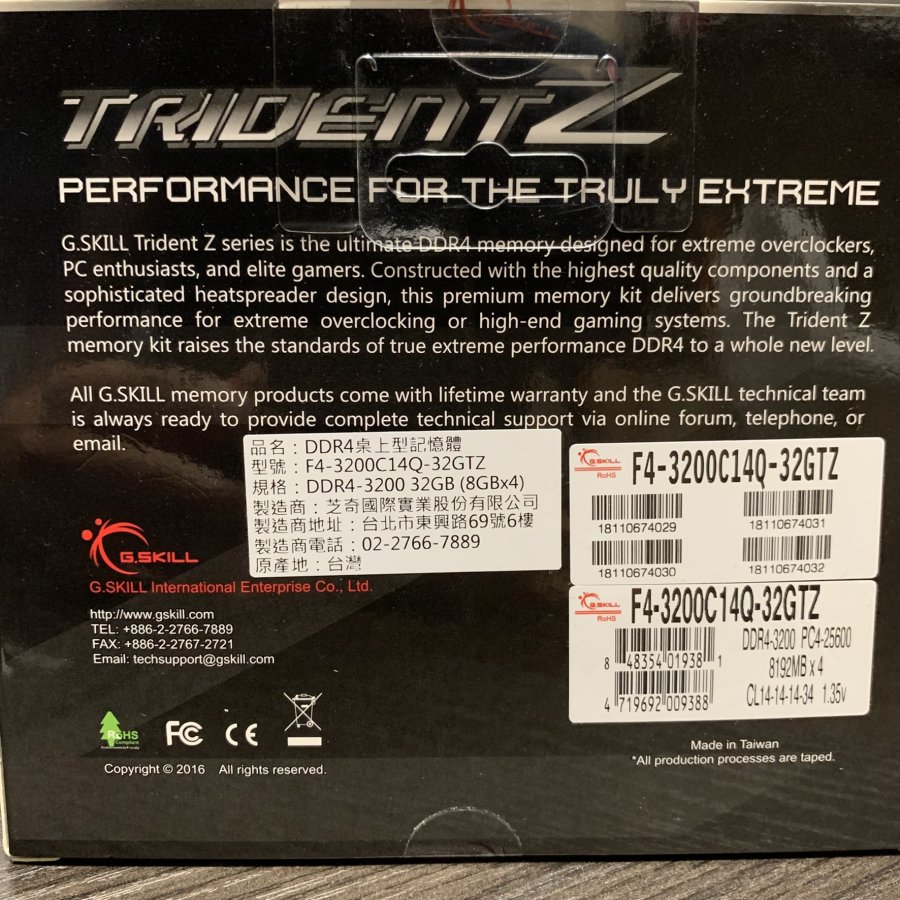 TRIDENTZ
PERFORMANCE FOR THE TRULY EXTREME
G.SKILL Trident Z series is the ultimate DDR4 memory designed for extreme overclockers,
PC enthusiasts, and elite gamers. Constructed with the highest quality components and a
sophisticated heatspreader design, this premium memory kit delivers groundbreaking
performance for extreme overclocking or high-end gaming systems. The Trident Z
memory kit raises the standards of true extreme performance DDR4 to a whole new level.
All G.SKILL memory products come with lifetime warranty and the G.SKILL technical team
is always ready to provide complete technical support via online forum, telephone, or
email.
品名：DDR4桌上型記憶體
型號：F4-3200C14Q-32GTZ
規格：DDR4-3200 32GB (8GBx4)
製造商：芝奇國際實業股份有限公司
製造商地址：台北市東興路69號6樓
製造商電話：02-2766-7889
原產地：台灣
G.SKILL
RoHS
F4-3200C14Q-32GTZ
18110674029
18110674031
18110674030
18110674032
G.SKILL
RoHS
F4-3200C14Q-32GTZ
8 48354 01938 1
4 719692 009388
DDR4-3200 PC4-25600
8192MB x 4
CL14-14-14-34 1.35v
G.SKILL
G.SKILL International Enterprise Co., Ltd.
http://www.gskill.com
TEL: +886-2-2766-7889
FAX: +886-2-2767-2721
Email: techsupport@gskill.com
RoHS
Compliant
FC CE
Copyright © 2016 All rights reserved.
Made in Taiwan
*All production processes are taped.